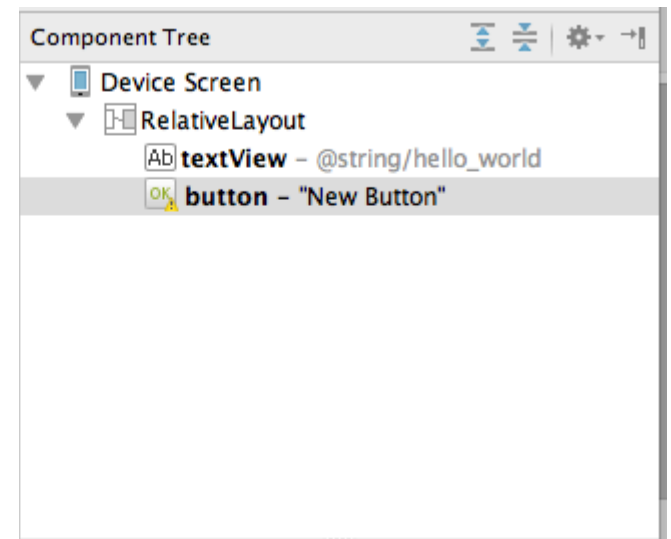 Component Tree
Device Screen
RelativeLayout
Ab textView – @string/hello_world
OK button – "New Button"